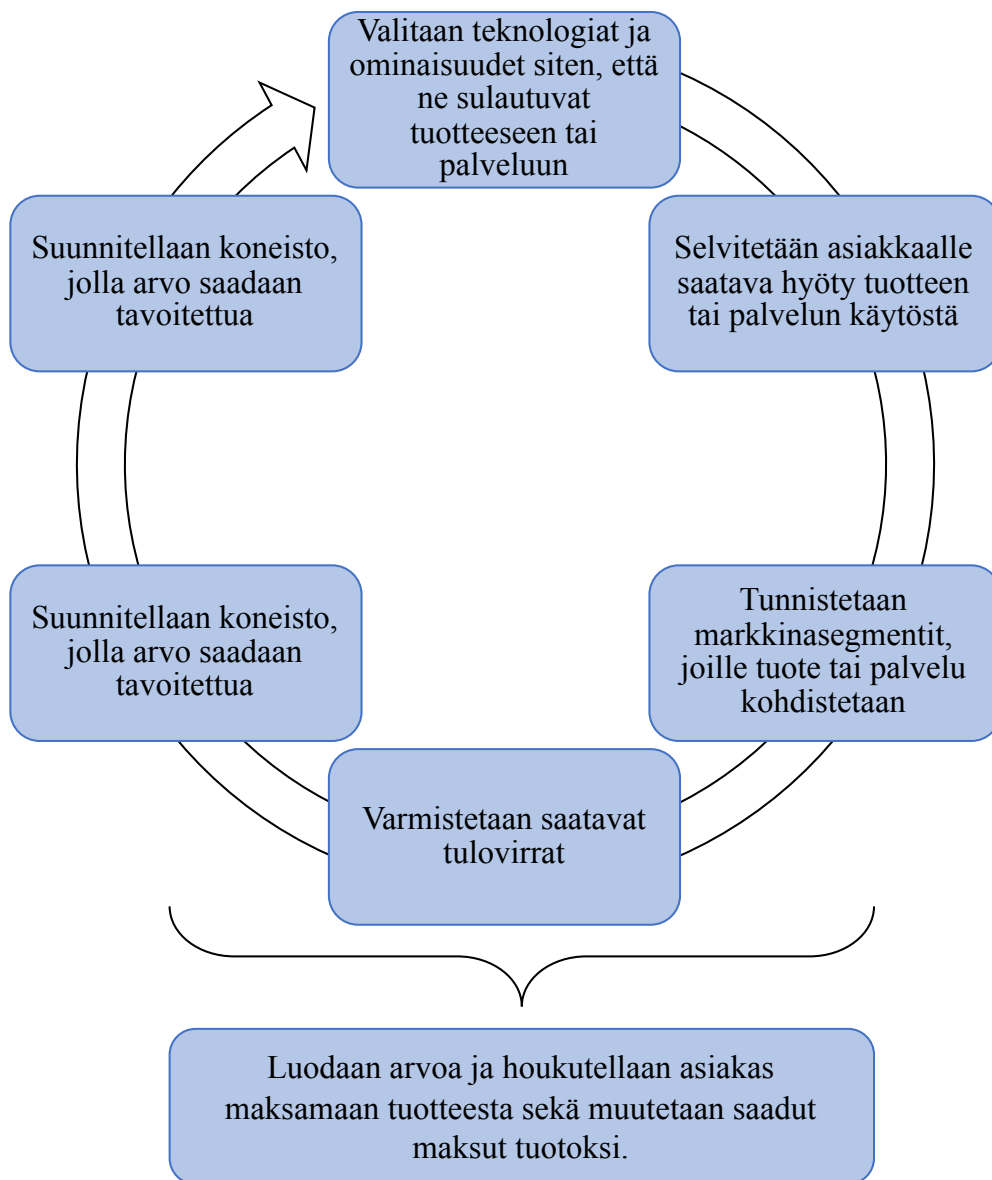 Valitaan teknologiat ja
ominaisuudet siten, että
ne sulautuvat
tuotteeseen tai
palveluun
Selvitetään asiakkaalle
saatava hyöty tuotteen
tai palvelun käytöstä
Tunnistetaan
markkinasegmentit,
joille tuote tai palvelu
kohdistetaan
Varmistetaan saatavat
tulovirrat
Suunnitellaan koneisto,
jolla arvo saadaan
tavoitettua
Suunnitellaan koneisto,
jolla arvo saadaan
tavoitettua
Luodaan arvoa ja houkutellaan asiakas
maksamaan tuotteesta sekä muutetaan saadut
maksut tuotoksi.